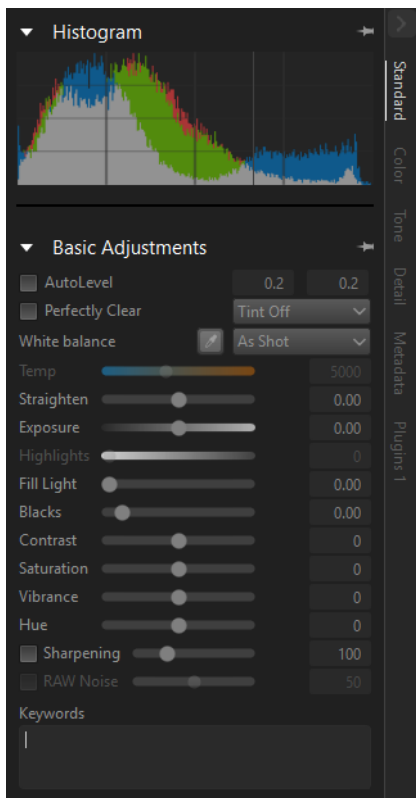 Histogram
Basic Adjustments
AutoLevel 0.2 0.2
Perfectly Clear Tint Off
White balance As Shot
Temp 5000
Straighten 0.00
Exposure 0.00
Highlights 0
Fill Light 0.00
Blacks 0.00
Contrast 0
Saturation 0
Vibrance 0
Hue 0
Sharpening 100
RAW Noise 50
Keywords
Standard
Color
Tone
Detail
Metadata
Plugins 1